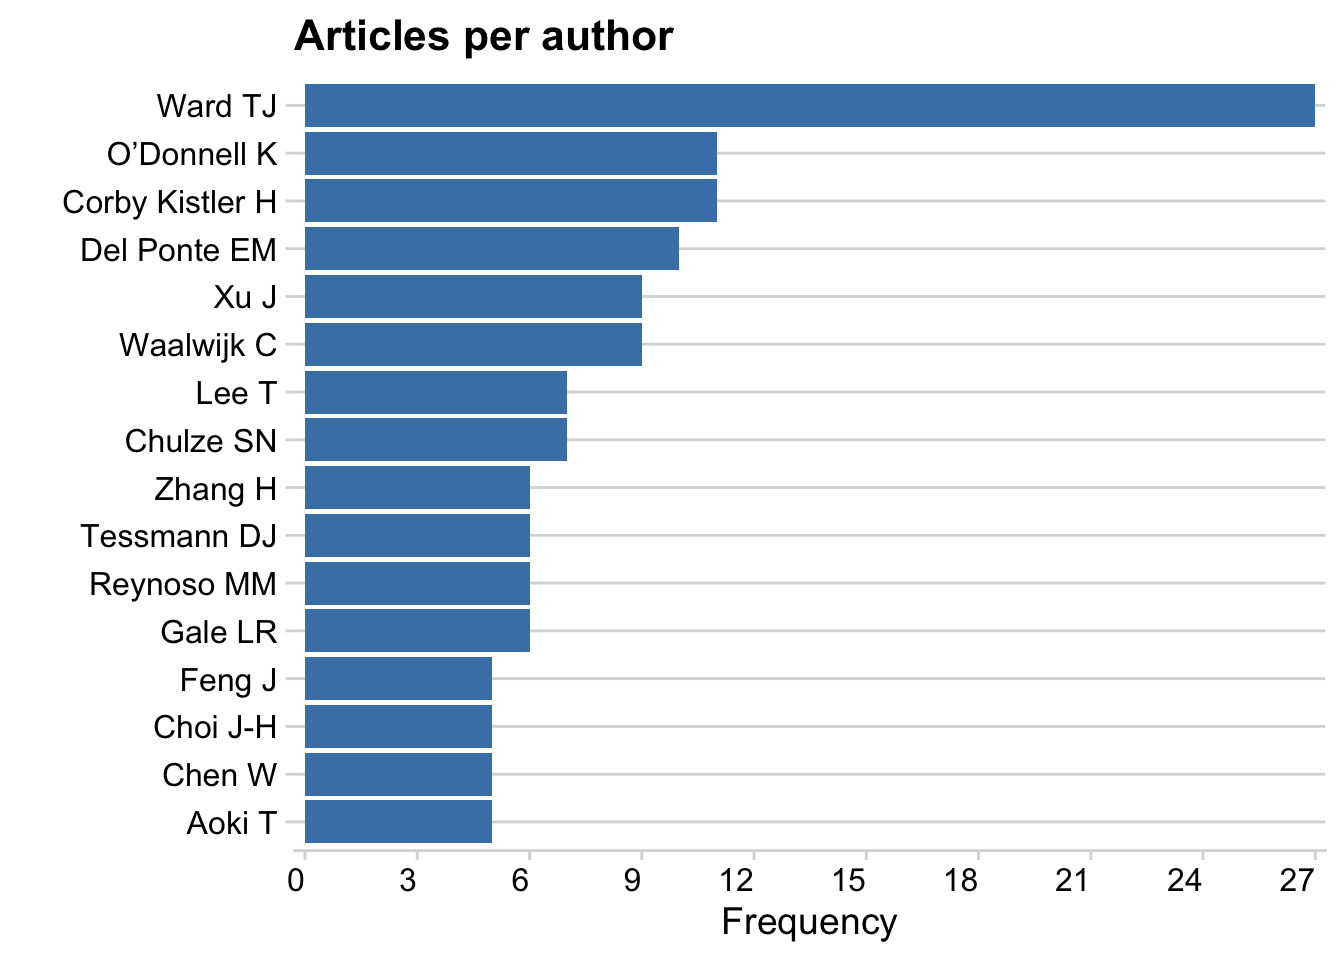 Articles per author
Ward TJ
O’Donnell K
Corby Kistler H
Del Ponte EM
Xu J
Waalwijk C
Lee T
Chulze SN
Zhang H
Tessmann DJ
Reynoso MM
Gale LR
Feng J
Choi J-H
Chen W
Aoki T
0 3 6 9 12 15 18 21 24 27
Frequency